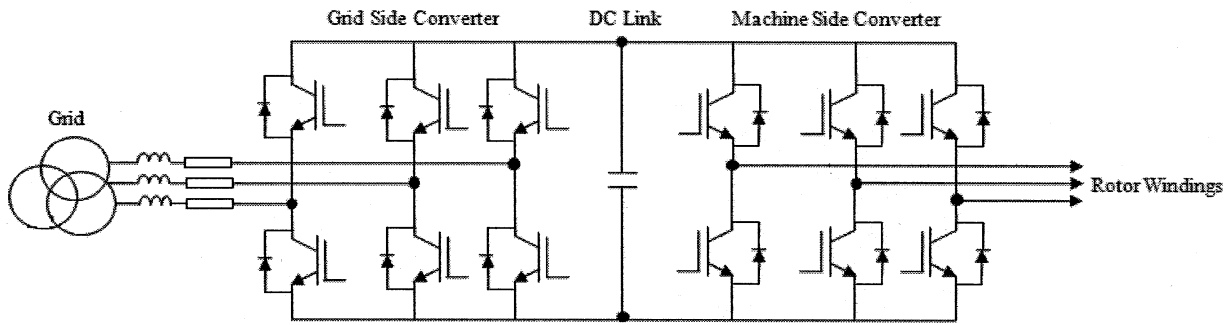 Grid Side Converter
DC Link
Machine Side Converter
Grid
Rotor Windings